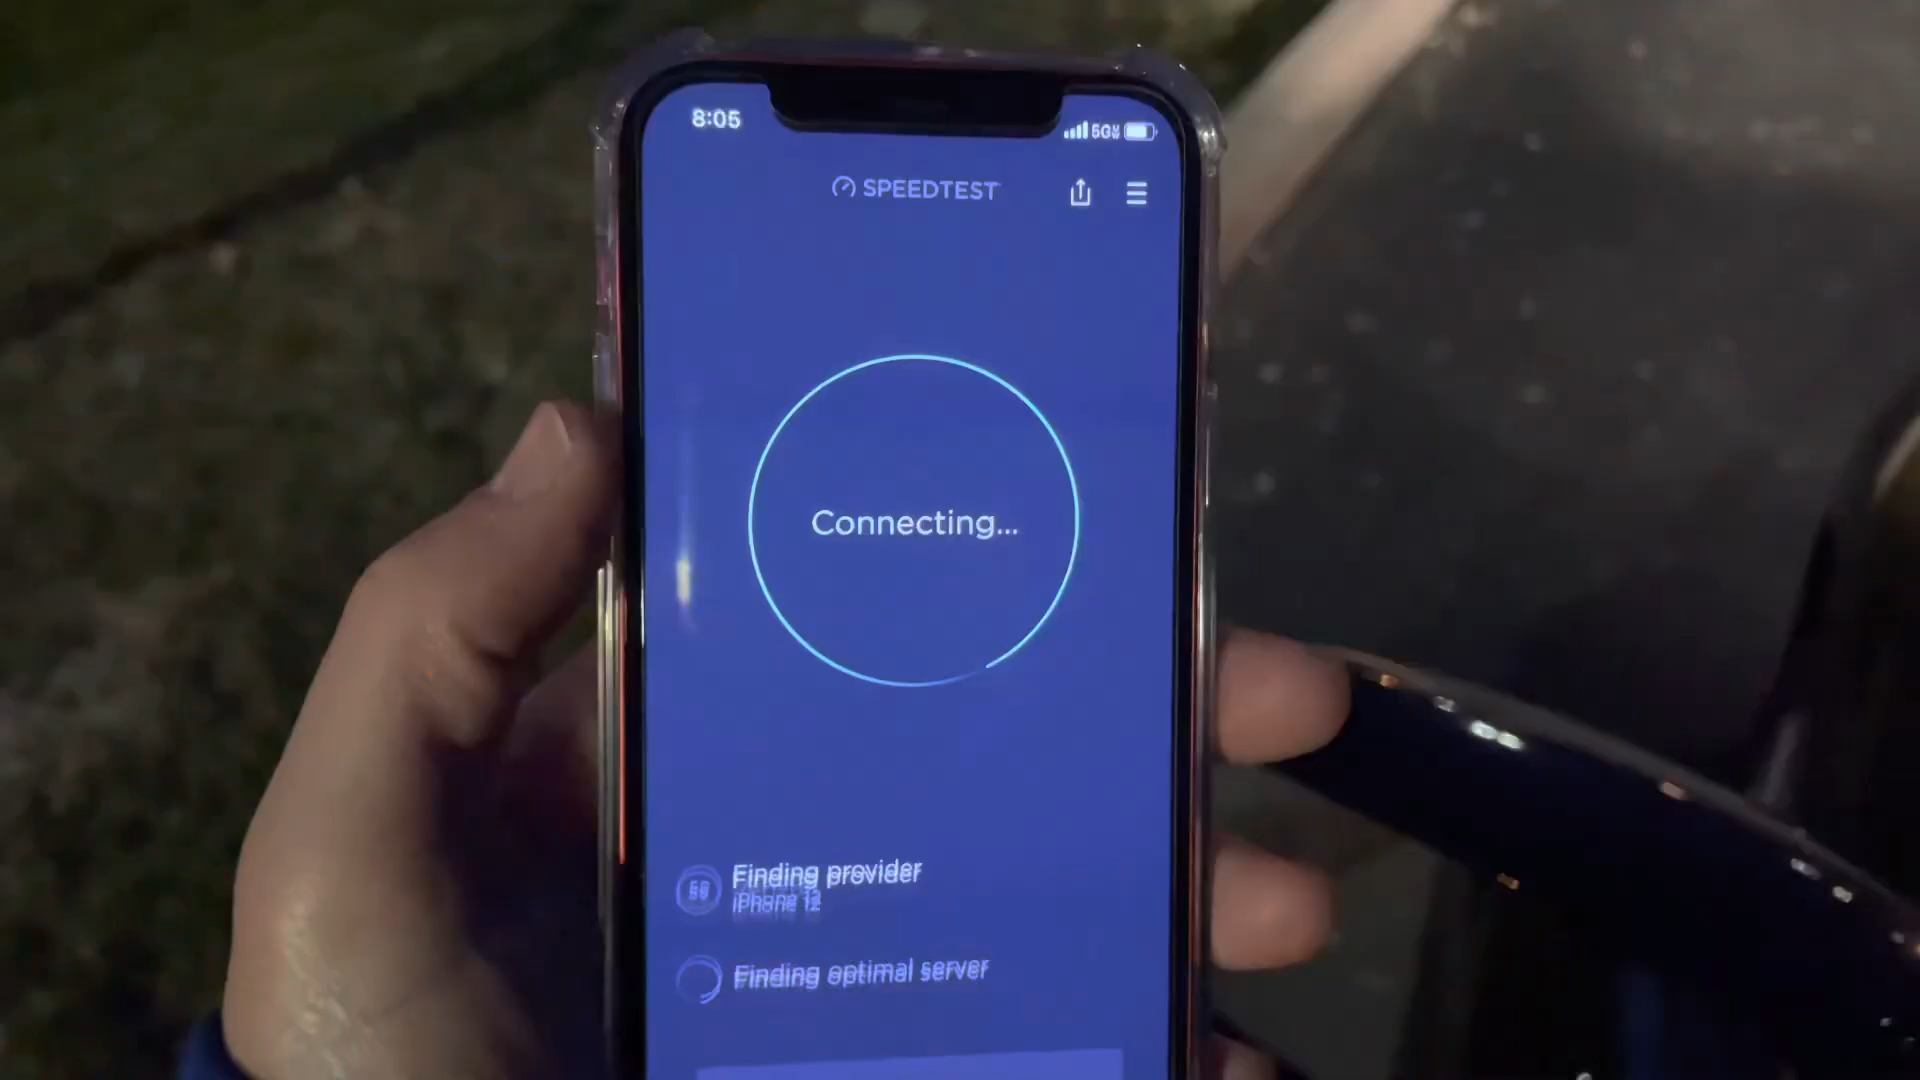 8:05
5G
SPEEDTEST
Connecting...
Finding provider
iPhone 12
Finding optimal server